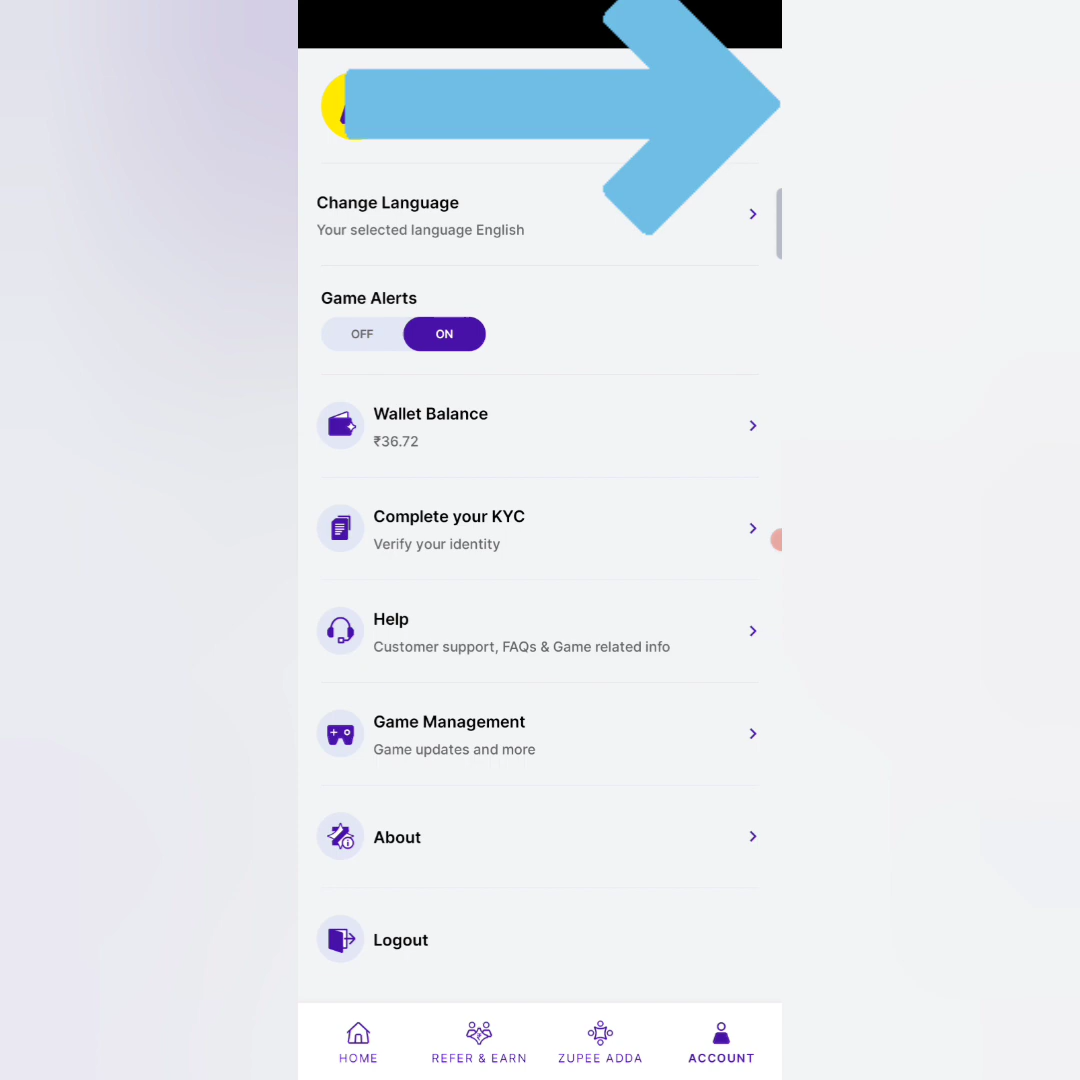 Change Language
Your selected language English
Game Alerts
OFF
ON
Wallet Balance
₹36.72
Complete your KYC
Verify your identity
Help
Customer support, FAQs & Game related info
Game Management
Game updates and more
About
Logout
HOME
REFER & EARN
ZUPEE ADDA
ACCOUNT